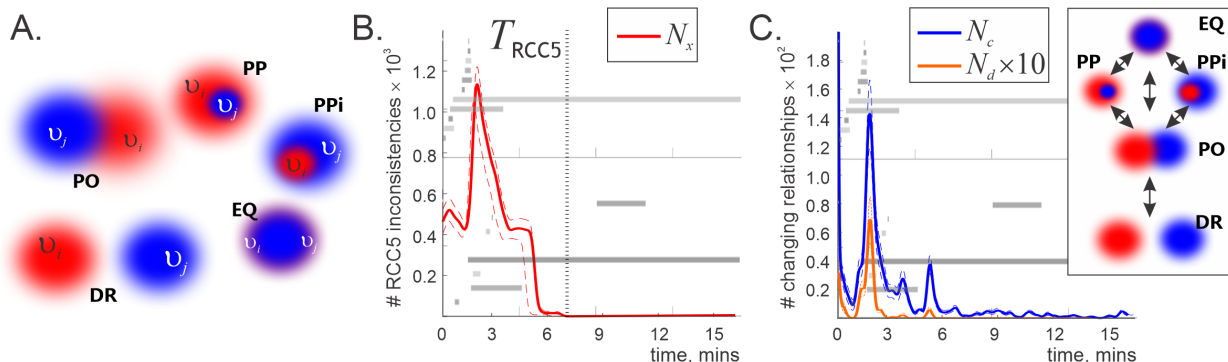 A.
υi
υj
PP
υj
υi
PO
PPi
υj
υi
EQ
υi
υj
υi
υj
DR
B.
TRCC5
Nx
# RCC5 inconsistencies × 10³
1.2
1.0
0.8
0.6
0.4
0.2
0
3
6
9
12
15
time, mins
C.
Nc
Nd×10
# changing relationships × 10²
1.8
1.6
1.4
1.2
1.0
0.8
0.6
0.4
0.2
0
3
6
9
12
15
time, mins
EQ
PP
PPi
PO
DR